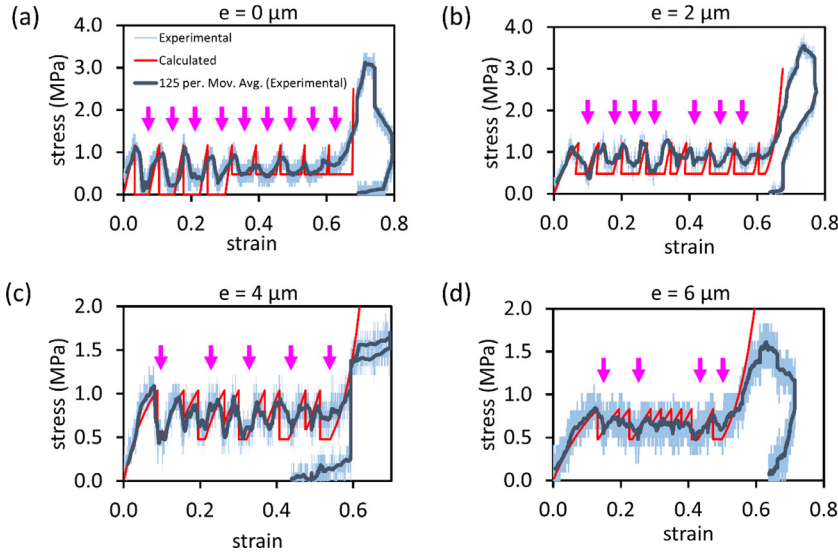 (a)
e = 0 µm
Experimental
Calculated
125 per. Mov. Avg. (Experimental)
stress (MPa)
4.0
3.0
2.0
1.0
0.0
0.0 0.2 0.4 0.6 0.8
strain
(b)
e = 2 µm
stress (MPa)
4.0
3.0
2.0
1.0
0.0
0.0 0.2 0.4 0.6 0.8
strain
(c)
e = 4 µm
stress (MPa)
2.0
1.5
1.0
0.5
0.0
0.0 0.2 0.4 0.6
strain
(d)
e = 6 µm
stress (MPa)
2.0
1.5
1.0
0.5
0.0
0.0 0.2 0.4 0.6 0.8
strain